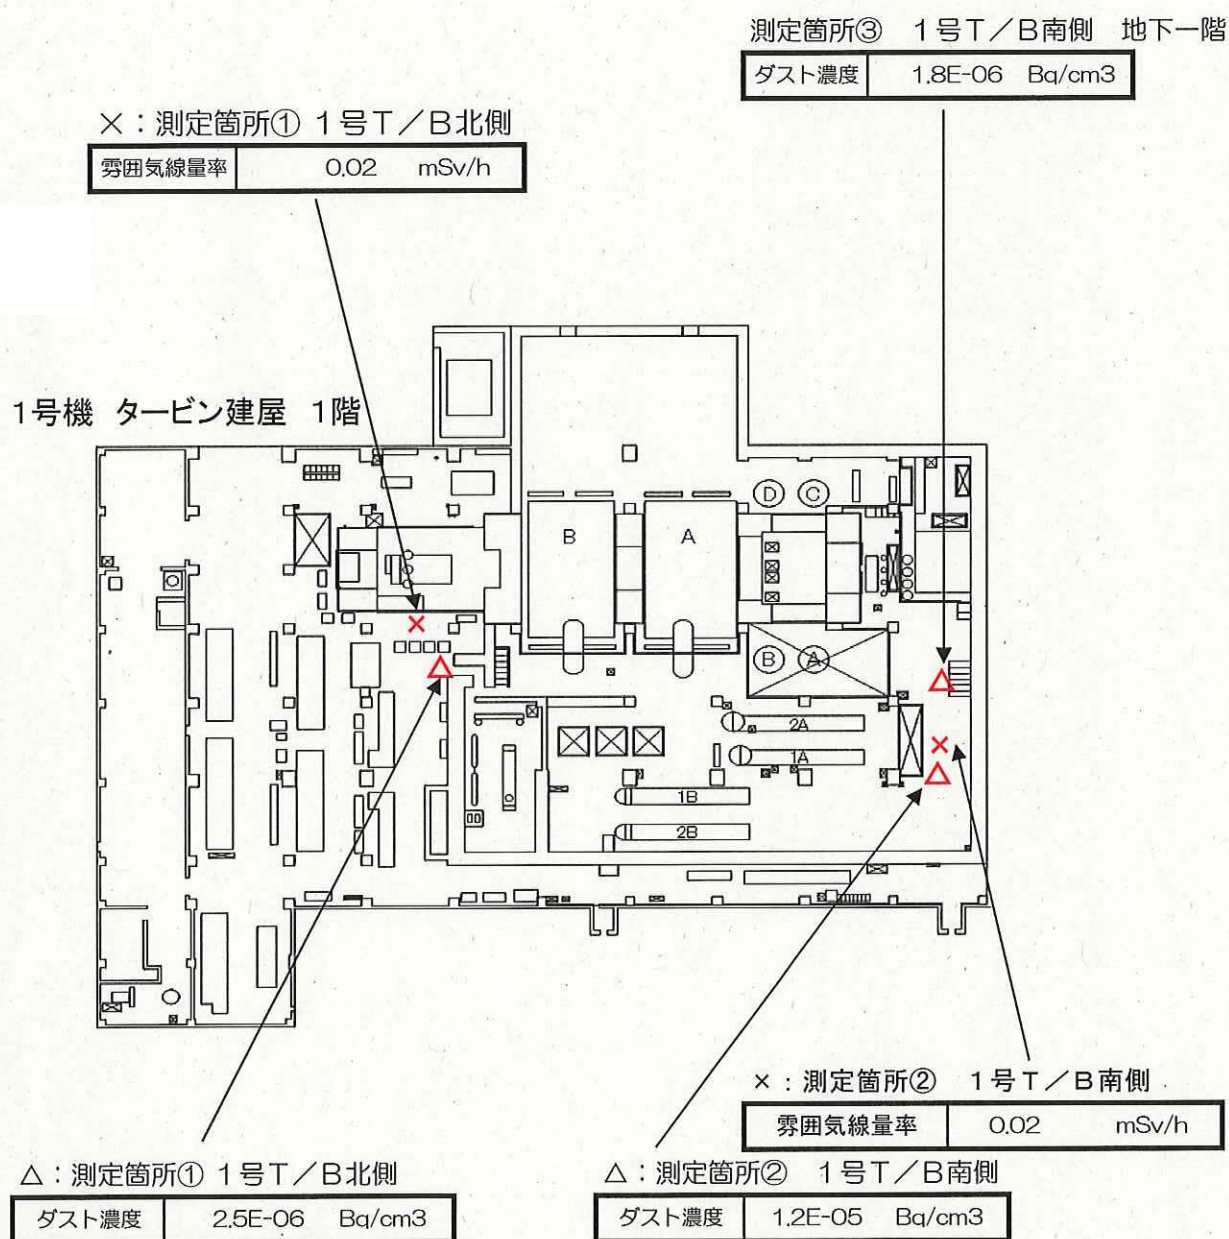 測定箇所③ 1号T/B南側 地下一階
ダスト濃度 1.8E-06 Bq/cm3
×:測定箇所① 1号T/B北側
雰囲気線量率 0.02 mSv/h
1号機 タービン建屋 1階
D C
B A
B A
2A
1A
1B
2B
×:測定箇所② 1号T/B南側
雰囲気線量率 0.02 mSv/h
△:測定箇所① 1号T/B北側
ダスト濃度 2.5E-06 Bq/cm3
△:測定箇所② 1号T/B南側
ダスト濃度 1.2E-05 Bq/cm3